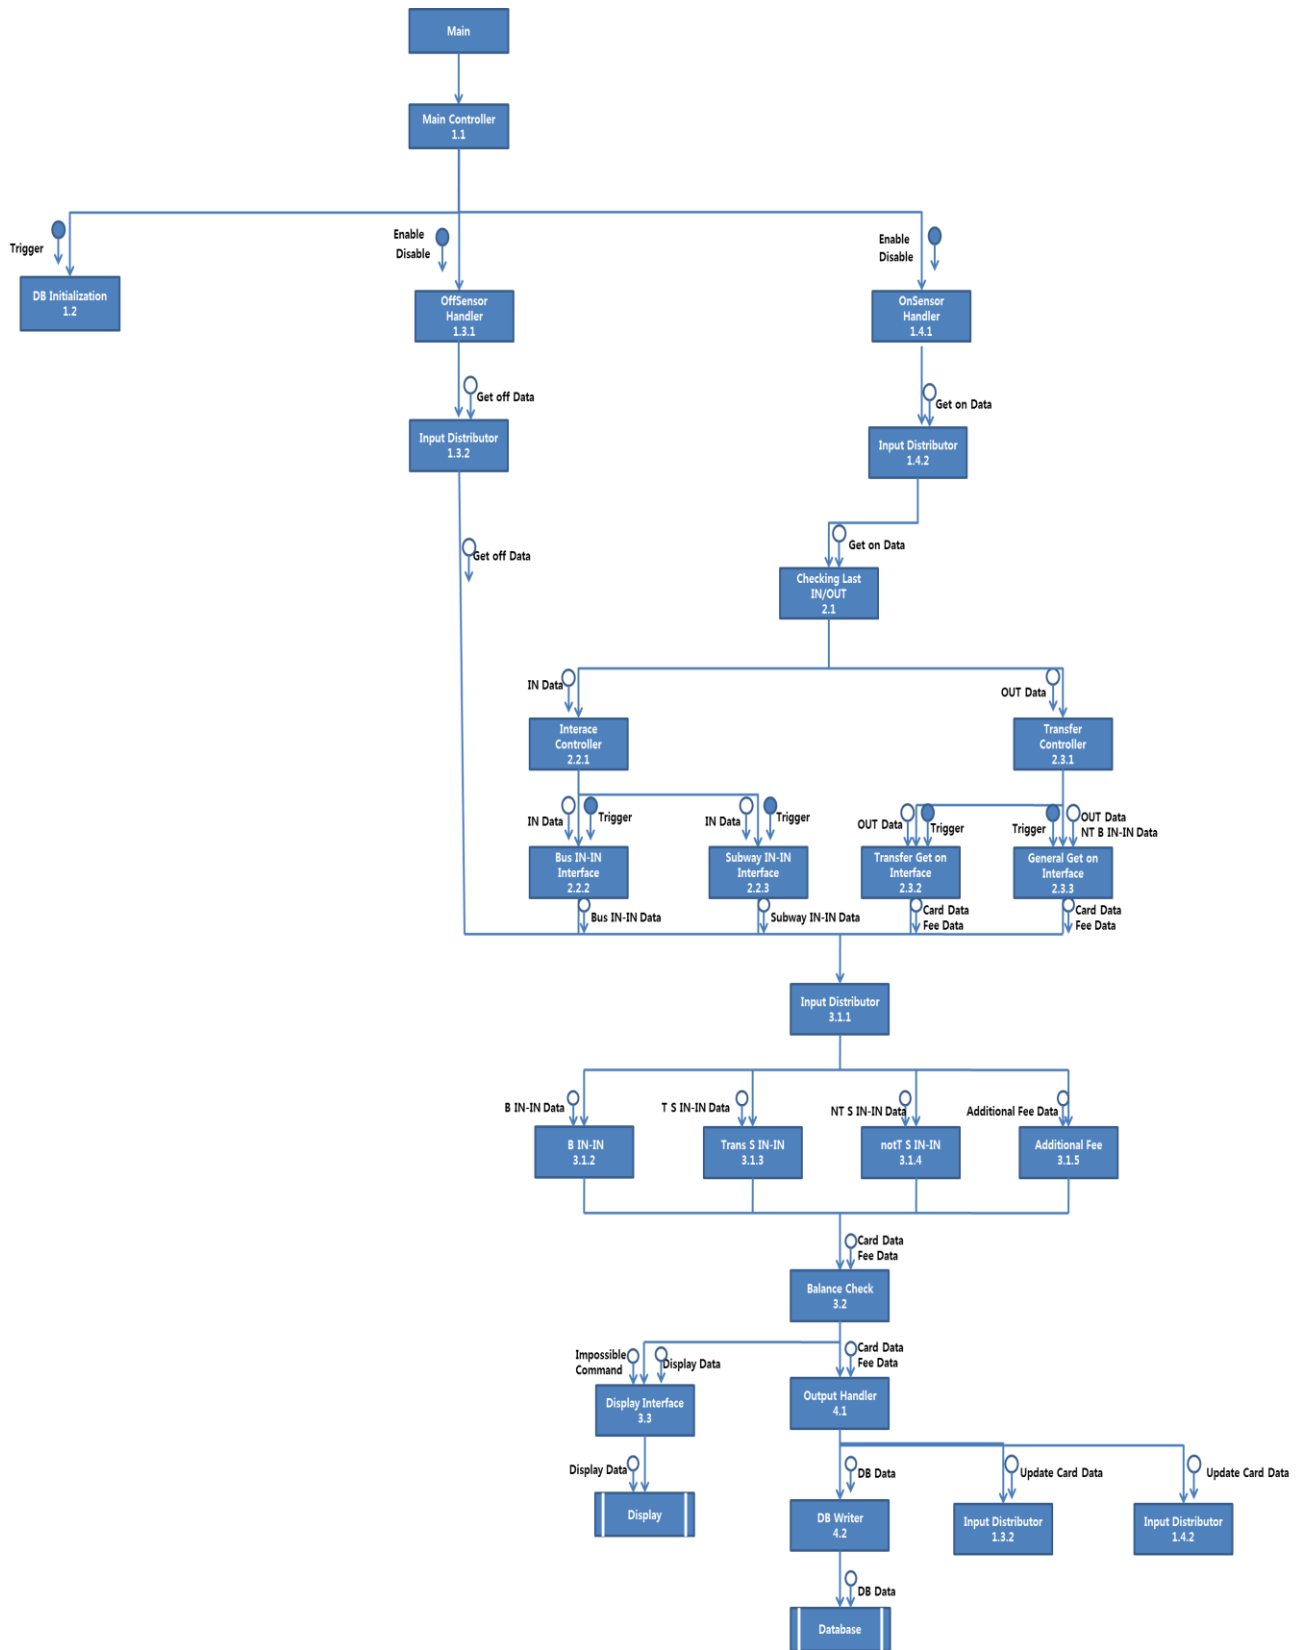 Main
Main Controller
1.1
Trigger
Enable
Disable
Enable
Disable
DB Initialization
1.2
OffSensor
Handler
1.3.1
OnSensor
Handler
1.4.1
Get off Data
Get on Data
Input Distributor
1.3.2
Input Distributor
1.4.2
Get off Data
Get on Data
Checking Last
IN/OUT
2.1
IN Data
OUT Data
Interace
Controller
2.2.1
Transfer
Controller
2.3.1
IN Data
Trigger
IN Data
Trigger
OUT Data
Trigger
Trigger
OUT Data
NT B IN-IN Data
Bus IN-IN
Interface
2.2.2
Subway IN-IN
Interface
2.2.3
Transfer Get on
Interface
2.3.2
General Get on
Interface
2.3.3
Bus IN-IN Data
Subway IN-IN Data
Card Data
Fee Data
Card Data
Fee Data
Input Distributor
3.1.1
B IN-IN Data
T S IN-IN Data
NT S IN-IN Data
Additional Fee Data
B IN-IN
3.1.2
Trans S IN-IN
3.1.3
notT S IN-IN
3.1.4
Additional Fee
3.1.5
Card Data
Fee Data
Balance Check
3.2
Impossible
Command
Display Data
Card Data
Fee Data
Display Interface
3.3
Output Handler
4.1
Display Data
DB Data
Update Card Data
Update Card Data
Display
DB Writer
4.2
Input Distributor
1.3.2
Input Distributor
1.4.2
DB Data
Database